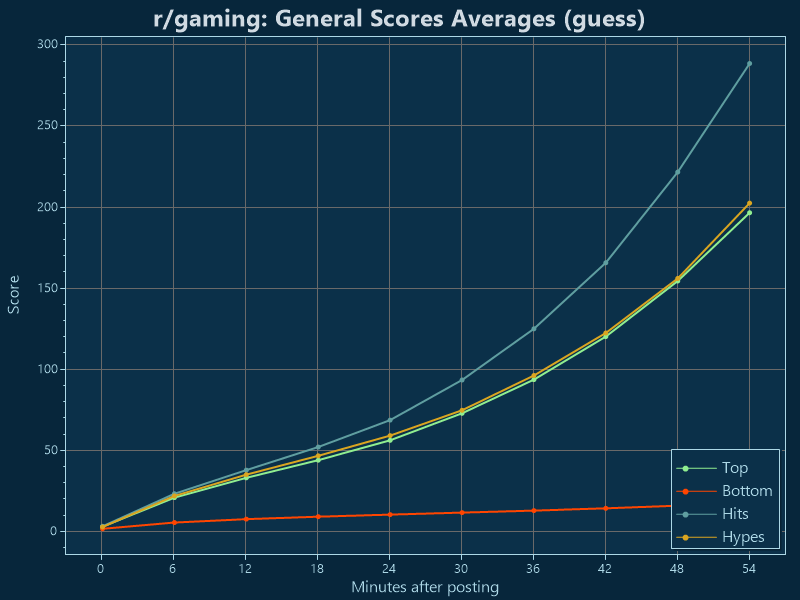 r/gaming: General Scores Averages (guess)
300
250
200
150
100
50
0
Score
0 6 12 18 24 30 36 42 48 54
Minutes after posting
Top
Bottom
Hits
Hypes